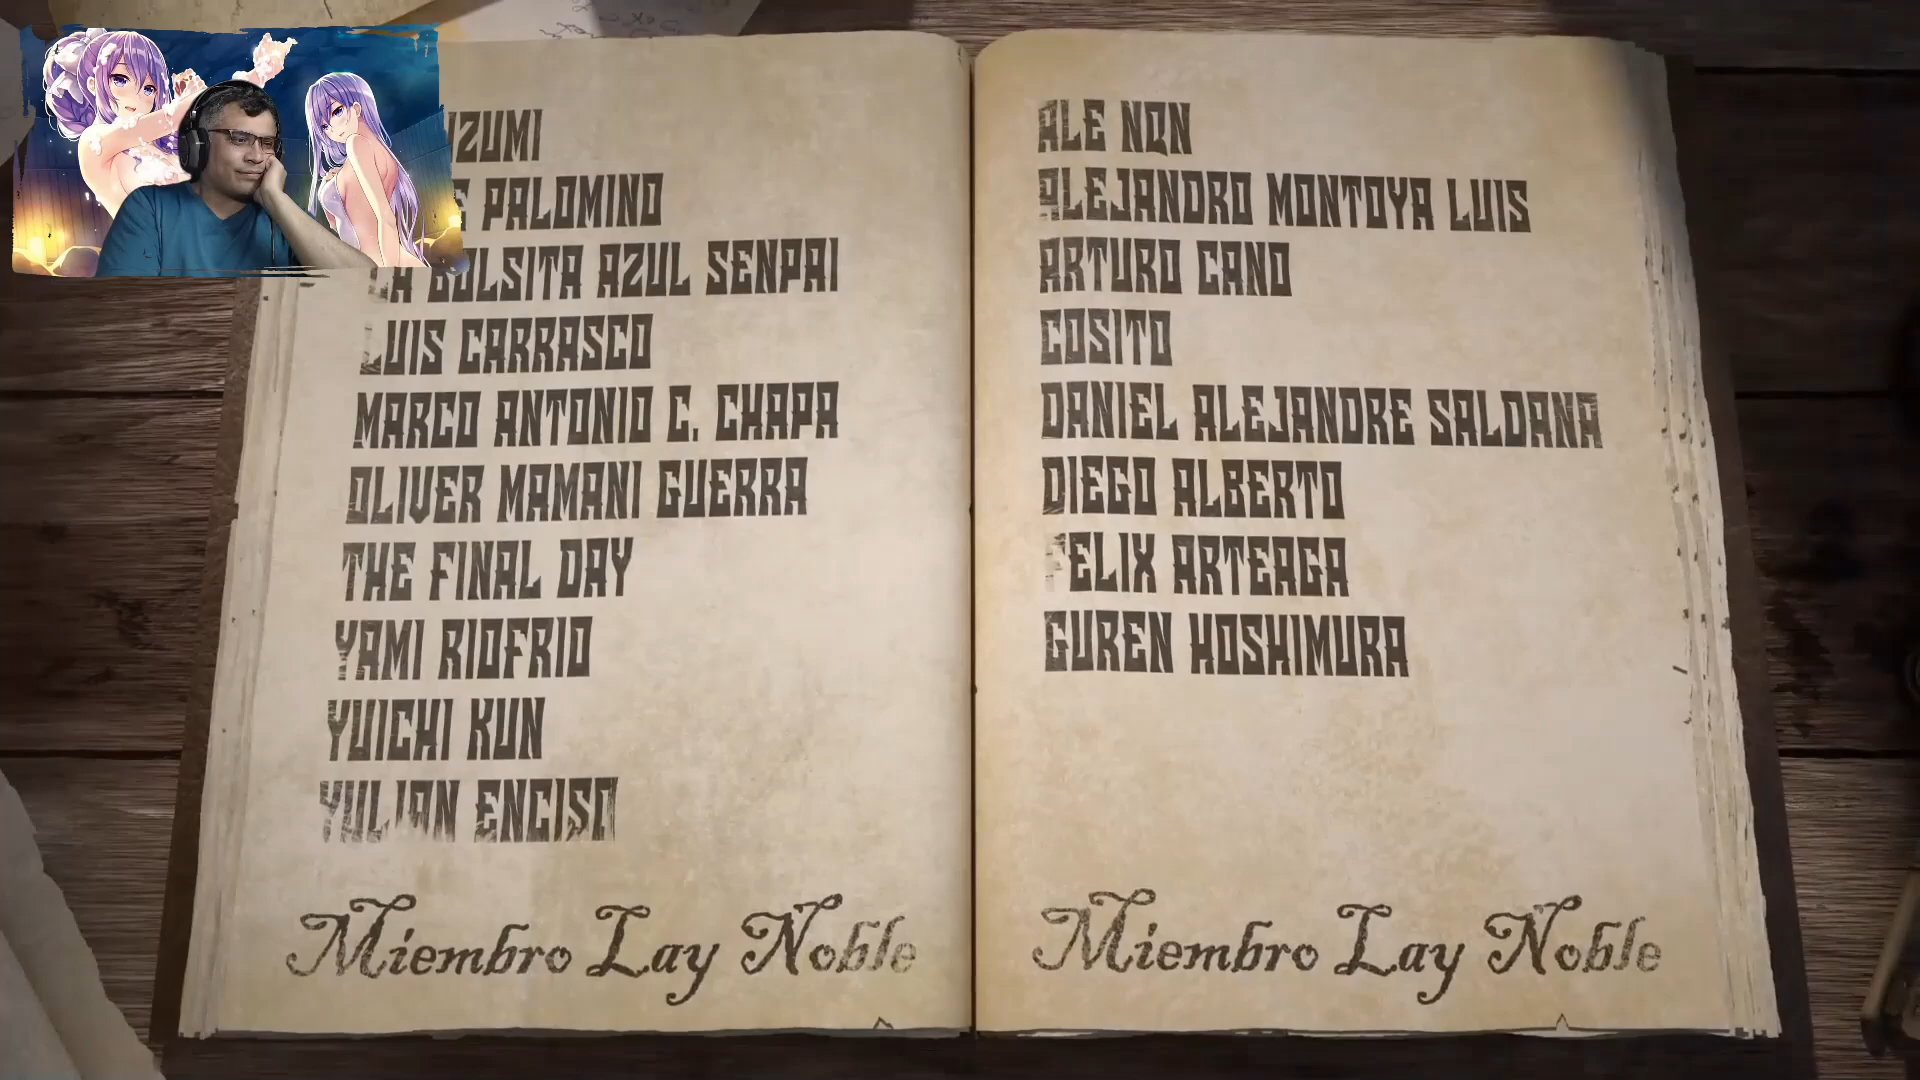 PALOMINO
LA BOLSITA AZUL SENPAI
LUIS CARRASCO
MARCO ANTONIO C. CHAPA
OLIVER MAMANI GUERRA
THE FINAL DAY
YAMI RIOFRIO
YUICHI KUN
YULIAN ENCISO
Miembro Lay Noble
ALE NQN
ALEJANDRO MONTOYA LUIS
ARTURO CANO
COSITO
DANIEL ALEJANDRE SALDANA
DIEGO ALBERTO
FELIX ARTEAGA
GUREN HOSHIMURA
Miembro Lay Noble